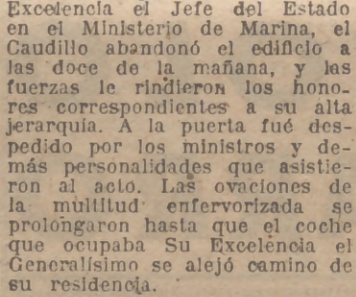 Excelencia el Jefe del Estado
en el Ministerio de Marina, el
Caudillo abandonó el edificio a
las doce de la mañana, y las
fuerzas le rindieron los hono-
res correspondientes a su alta
jerarquía. A la puerta fué des-
pedido por los ministros y de-
más personalidades que asistie-
ron al acto. Las ovaciones de
la multitud enfervorizada se
prolongaron hasta que el coche
que ocupaba Su Excelencia el
Generalísimo se alejó camino de
su residencia.